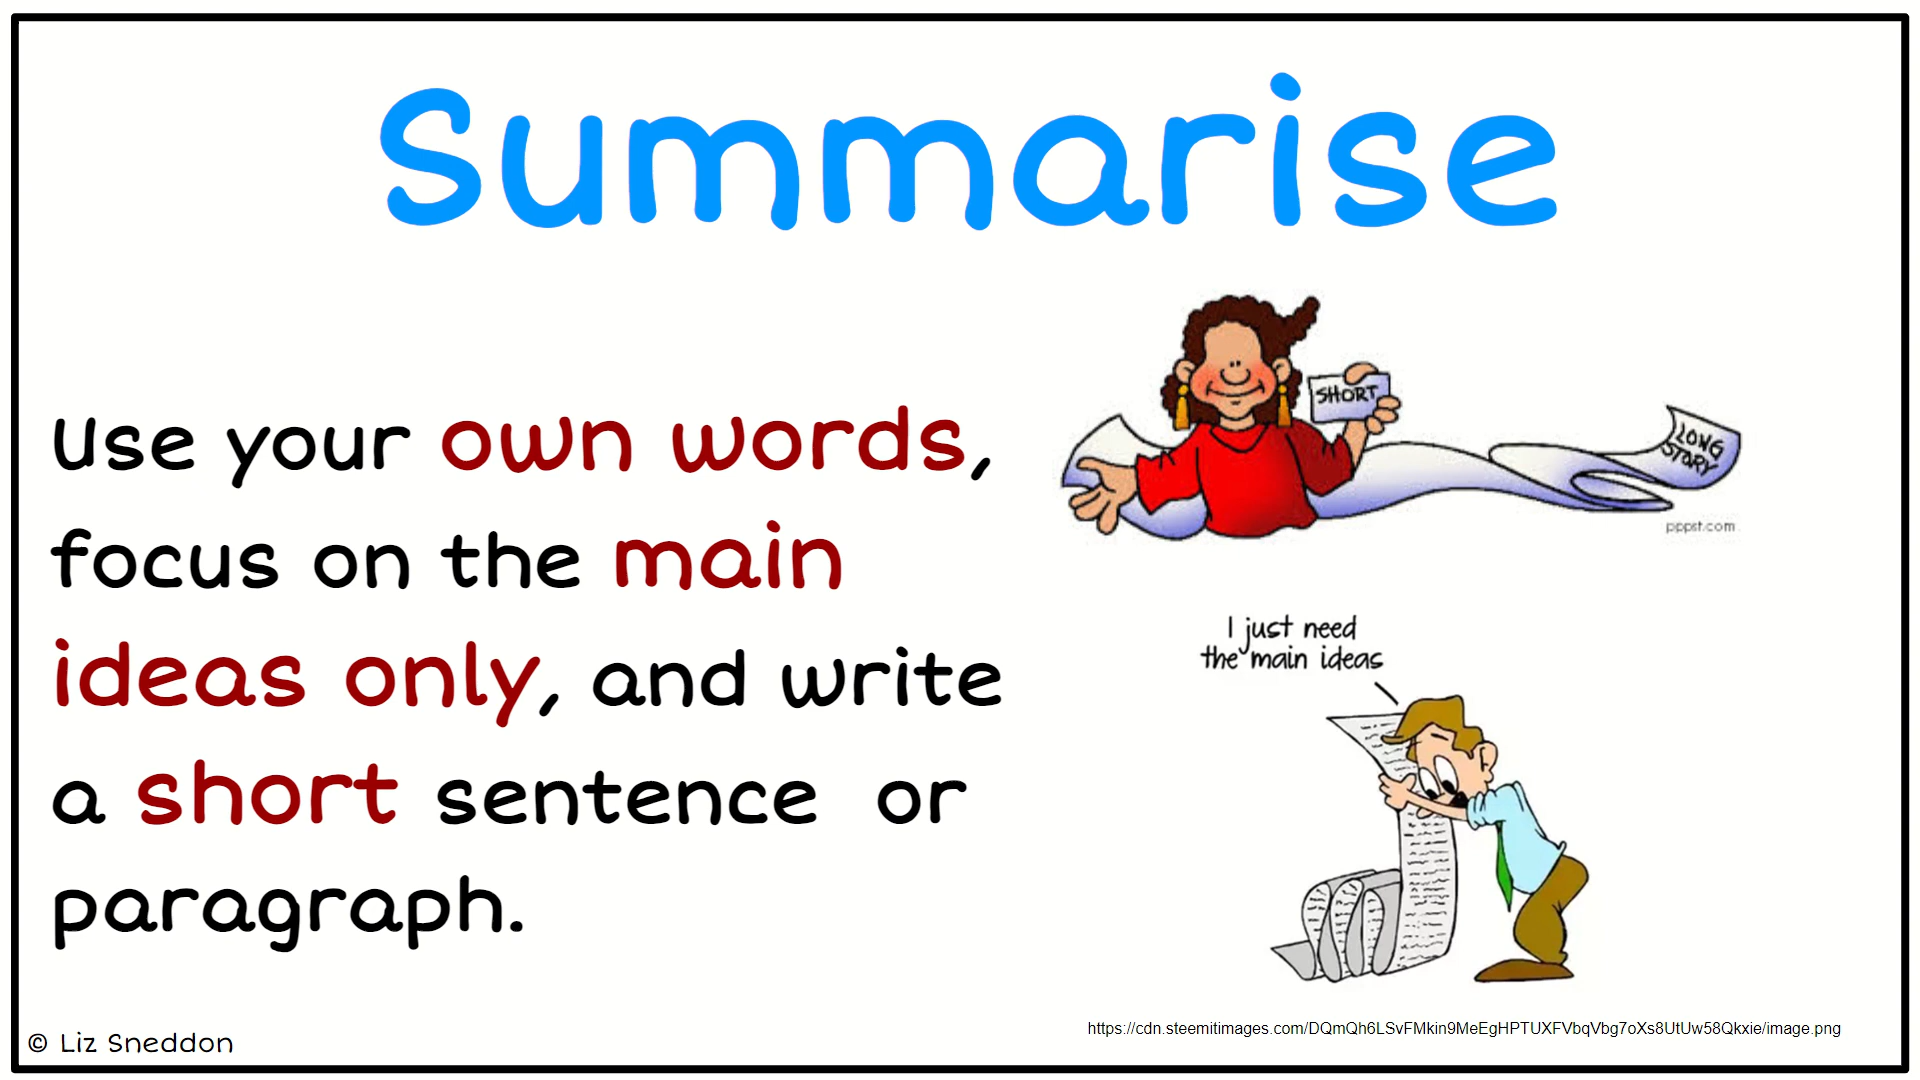 Summarise
Use your own words,
focus on the main
ideas only, and write
a short sentence or
paragraph.
SHORT
LONG
STORY
pppst.com
I just need
the main ideas
© Liz Sneddon
https://cdn.steemitimages.com/DQmQh6LSvFMkin9MeEgHPTUXFVbqVbg7oXs8UtUw58Qkxie/image.png